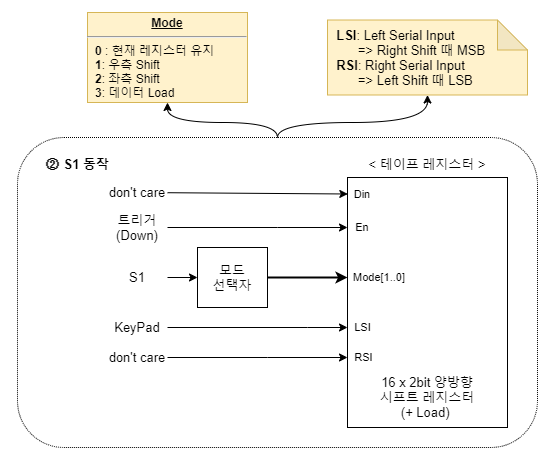 Mode
0 : 현재 레지스터 유지
1: 우측 Shift
2: 좌측 Shift
3: 데이터 Load
LSI: Left Serial Input
=> Right Shift 때 MSB
RSI: Right Serial Input
=> Left Shift 때 LSB
② S1 동작
< 테이프 레지스터 >
don't care
Din
트리거
(Down)
En
S1
모드
선택자
Mode[1..0]
KeyPad
LSI
don't care
RSI
16 x 2bit 양방향
시프트 레지스터
(+ Load)